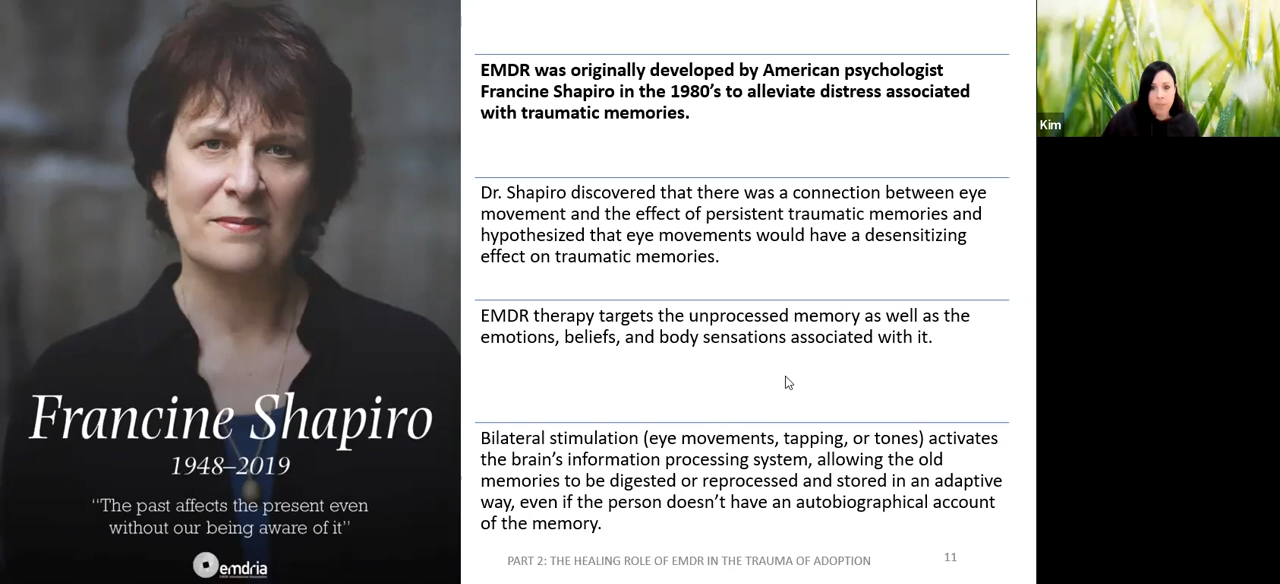 Francine Shapiro
1948–2019
“The past affects the present even
without our being aware of it”
emdria
EMDR was originally developed by American psychologist
Francine Shapiro in the 1980’s to alleviate distress associated
with traumatic memories.
Dr. Shapiro discovered that there was a connection between eye
movement and the effect of persistent traumatic memories and
hypothesized that eye movements would have a desensitizing
effect on traumatic memories.
EMDR therapy targets the unprocessed memory as well as the
emotions, beliefs, and body sensations associated with it.
Bilateral stimulation (eye movements, tapping, or tones) activates
the brain’s information processing system, allowing the old
memories to be digested or reprocessed and stored in an adaptive
way, even if the person doesn’t have an autobiographical account
of the memory.
PART 2: THE HEALING ROLE OF EMDR IN THE TRAUMA OF ADOPTION
11
Kim